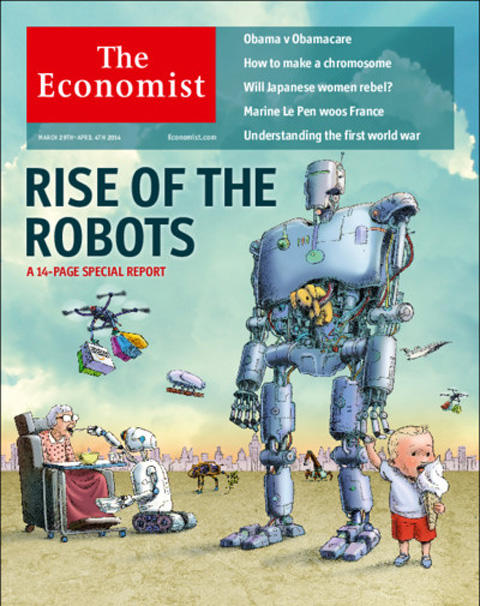 The
Economist
MARCH 29TH–APRIL 4TH 2014
Economist.com
Obama v Obamacare
How to make a chromosome
Will Japanese women rebel?
Marine Le Pen woos France
Understanding the first world war
RISE OF THE
ROBOTS
A 14-PAGE SPECIAL REPORT